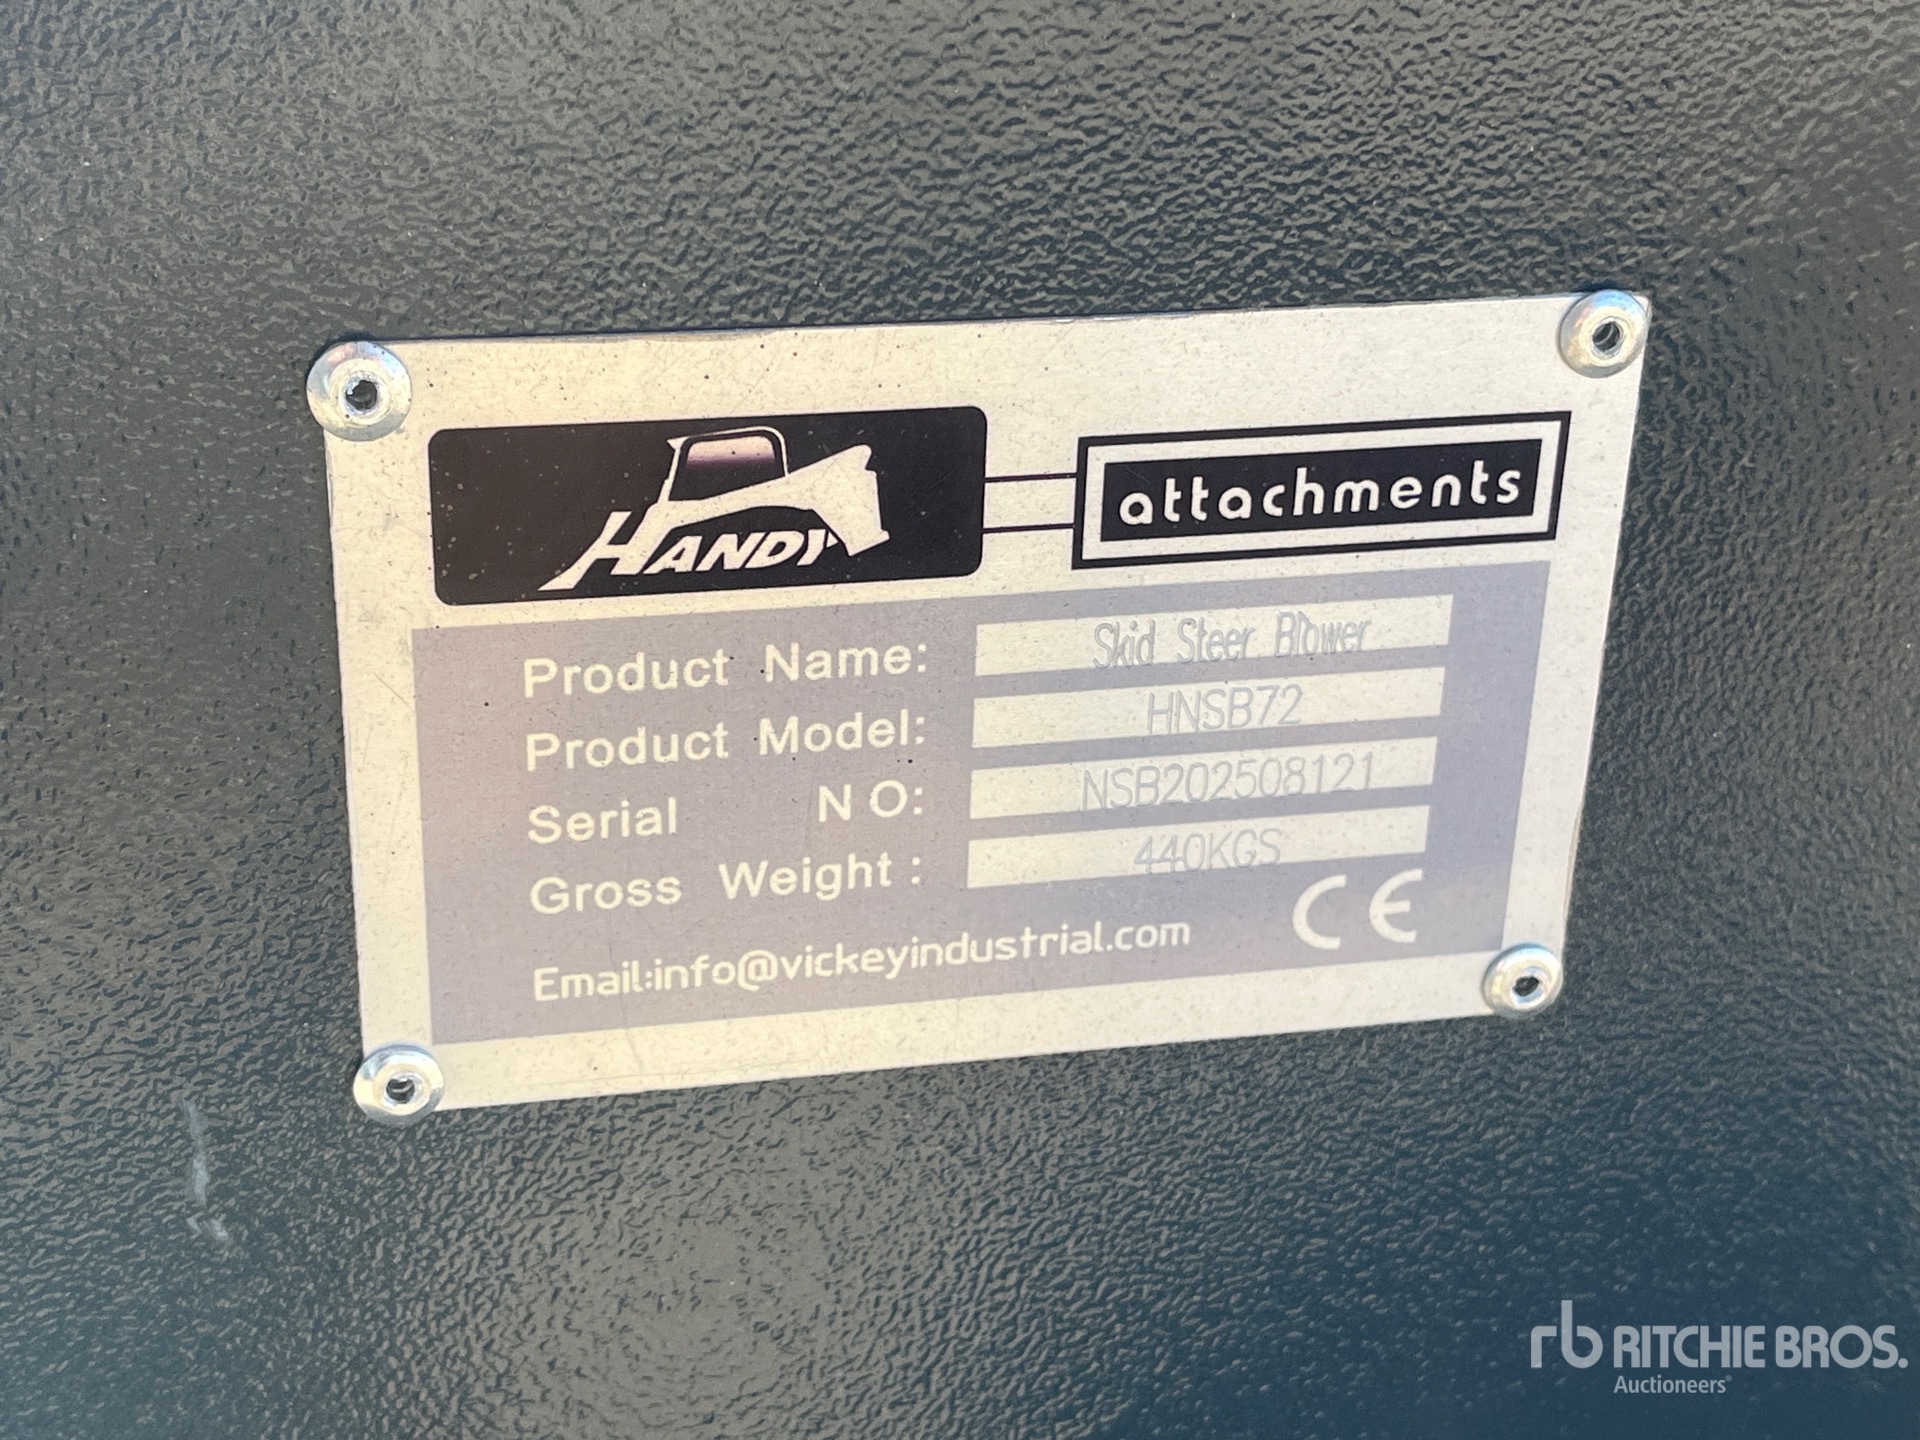 HANDY attachments
Product Name: Skid Steer Blower
Product Model: HNSB72
Serial NO: NSB202508121
Gross Weight: 440KGS
Email:info@vickeyindustrial.com CE
rb RITCHIE BROS.
Auctioneers